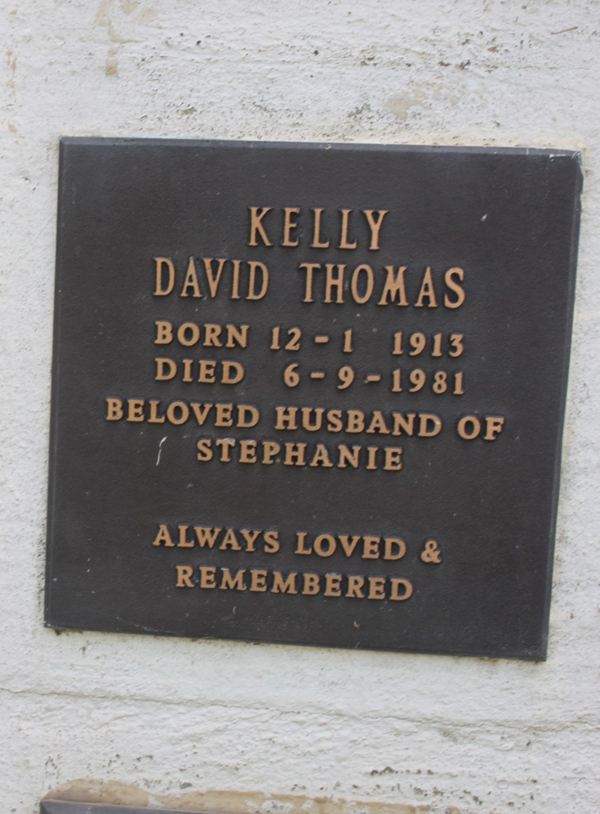 KELLY
DAVID THOMAS
BORN 12-1 1913
DIED 6-9-1981
BELOVED HUSBAND OF
STEPHANIE
ALWAYS LOVED &
REMEMBERED